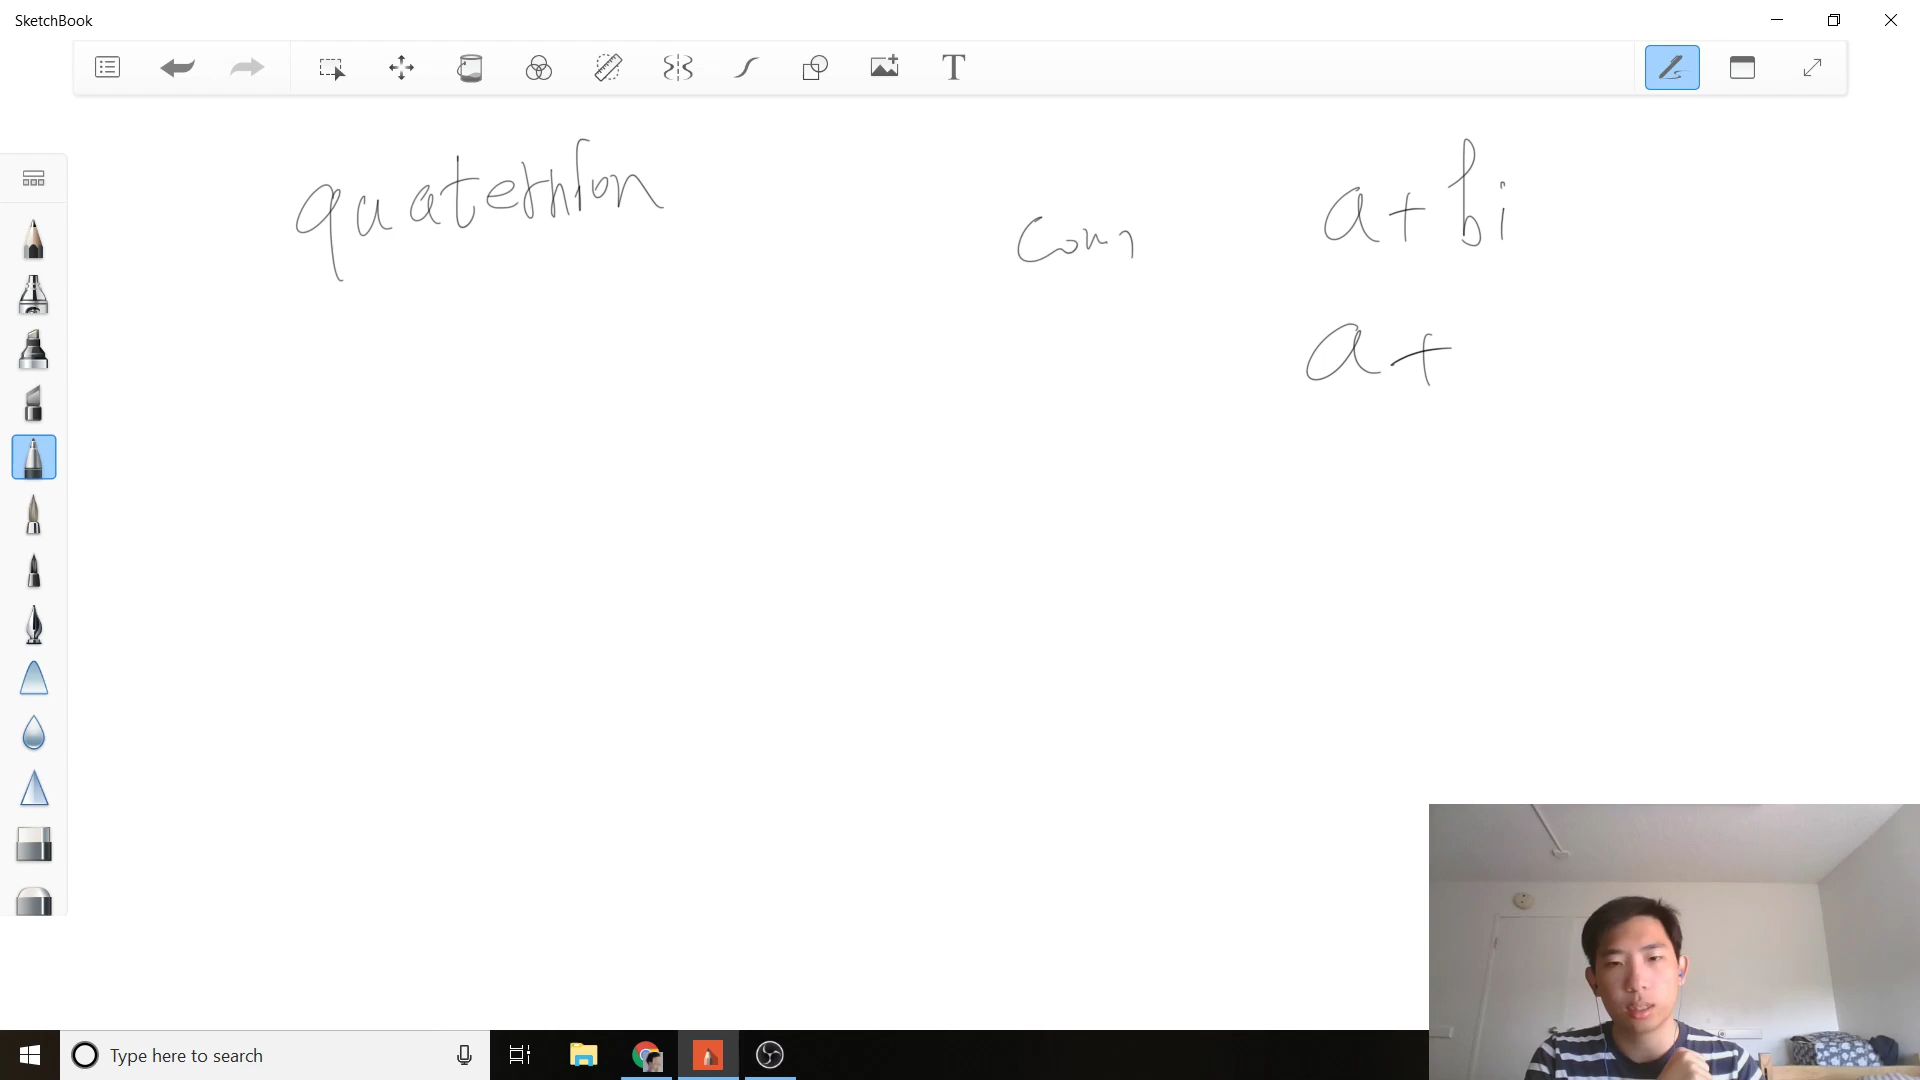 SketchBook
quaternion
a + bi
Com
a +
Type here to search